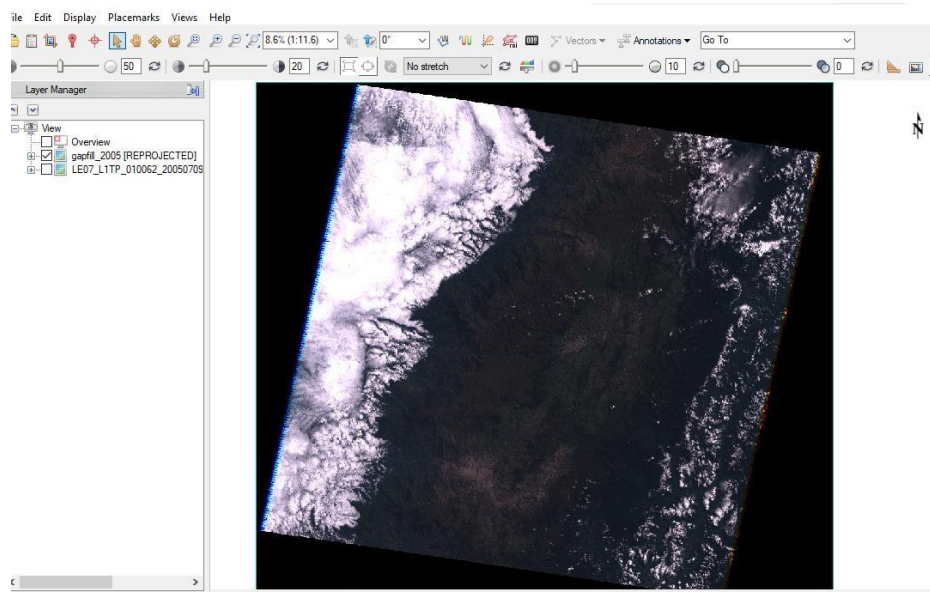 File Edit Display Placemarks Views Help
8.6% (1:11.6) 0° Vectors Annotations Go To
50 20 No stretch 10 0
Layer Manager
View
Overview
gapfill_2005 [REPROJECTED]
LE07_L1TP_010062_20050709
N